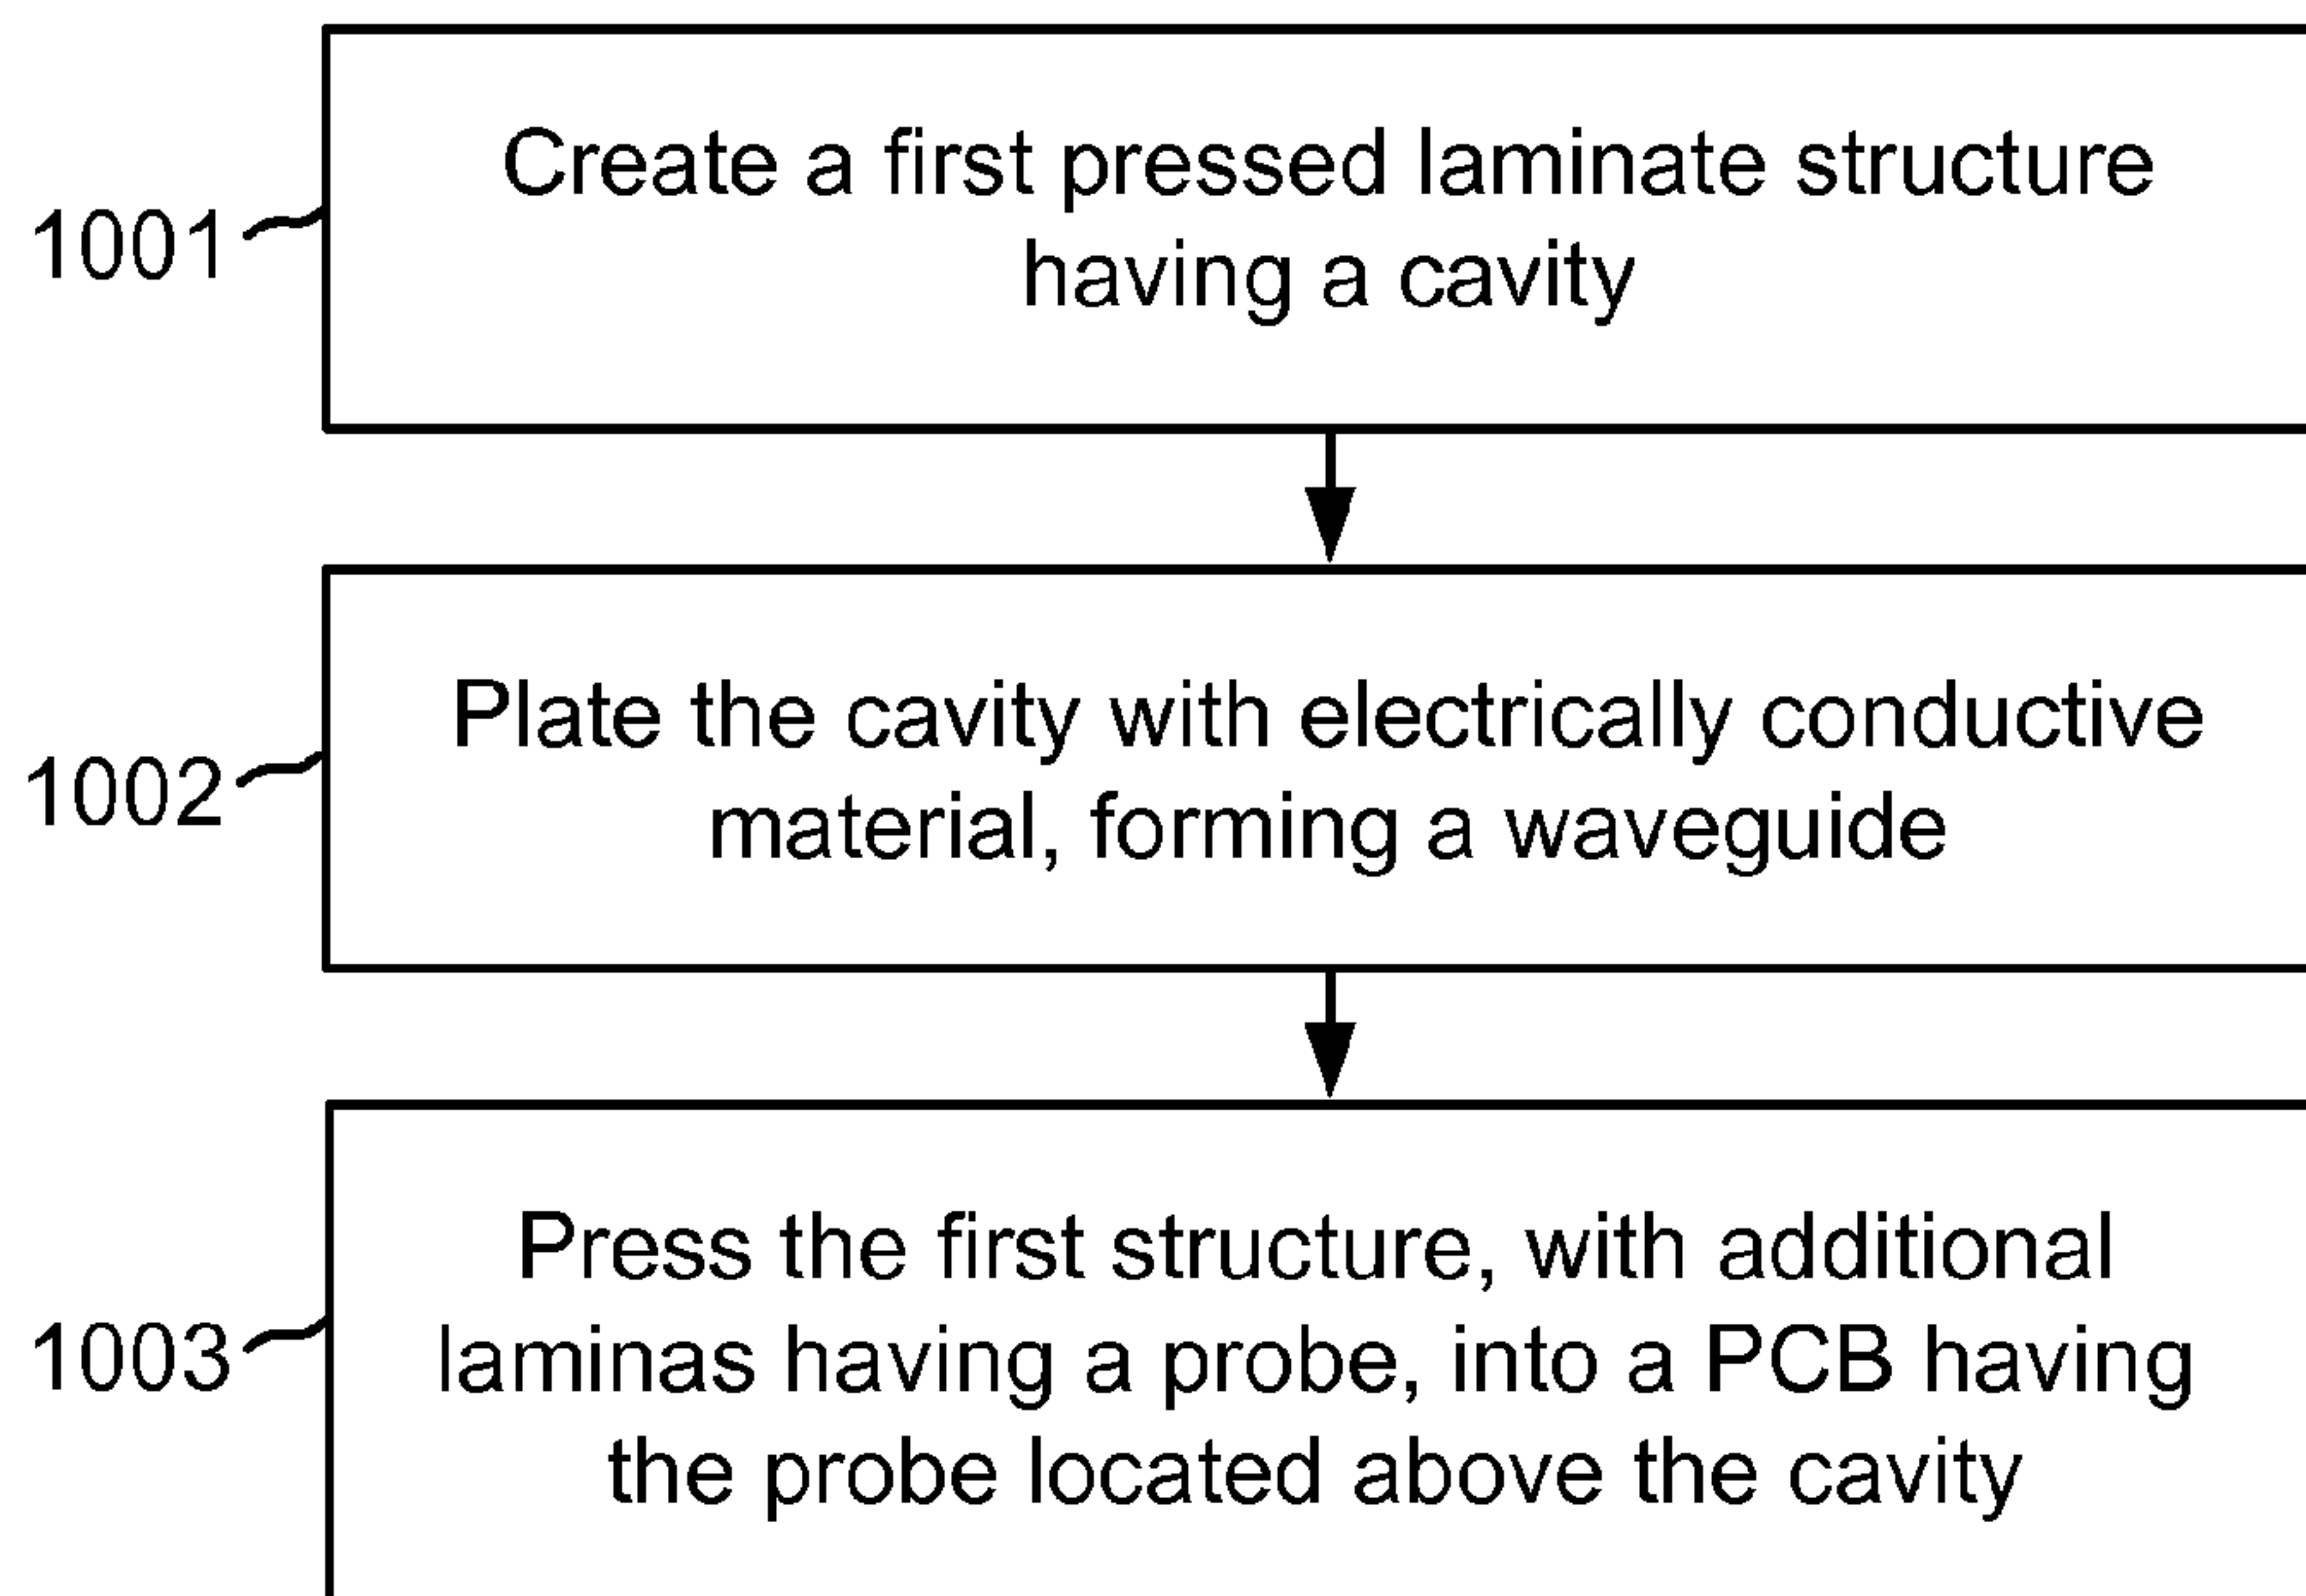 Create a first pressed laminate structure
having a cavity
1001
Plate the cavity with electrically conductive
material, forming a waveguide
1002
Press the first structure, with additional
laminas having a probe, into a PCB having
the probe located above the cavity
1003